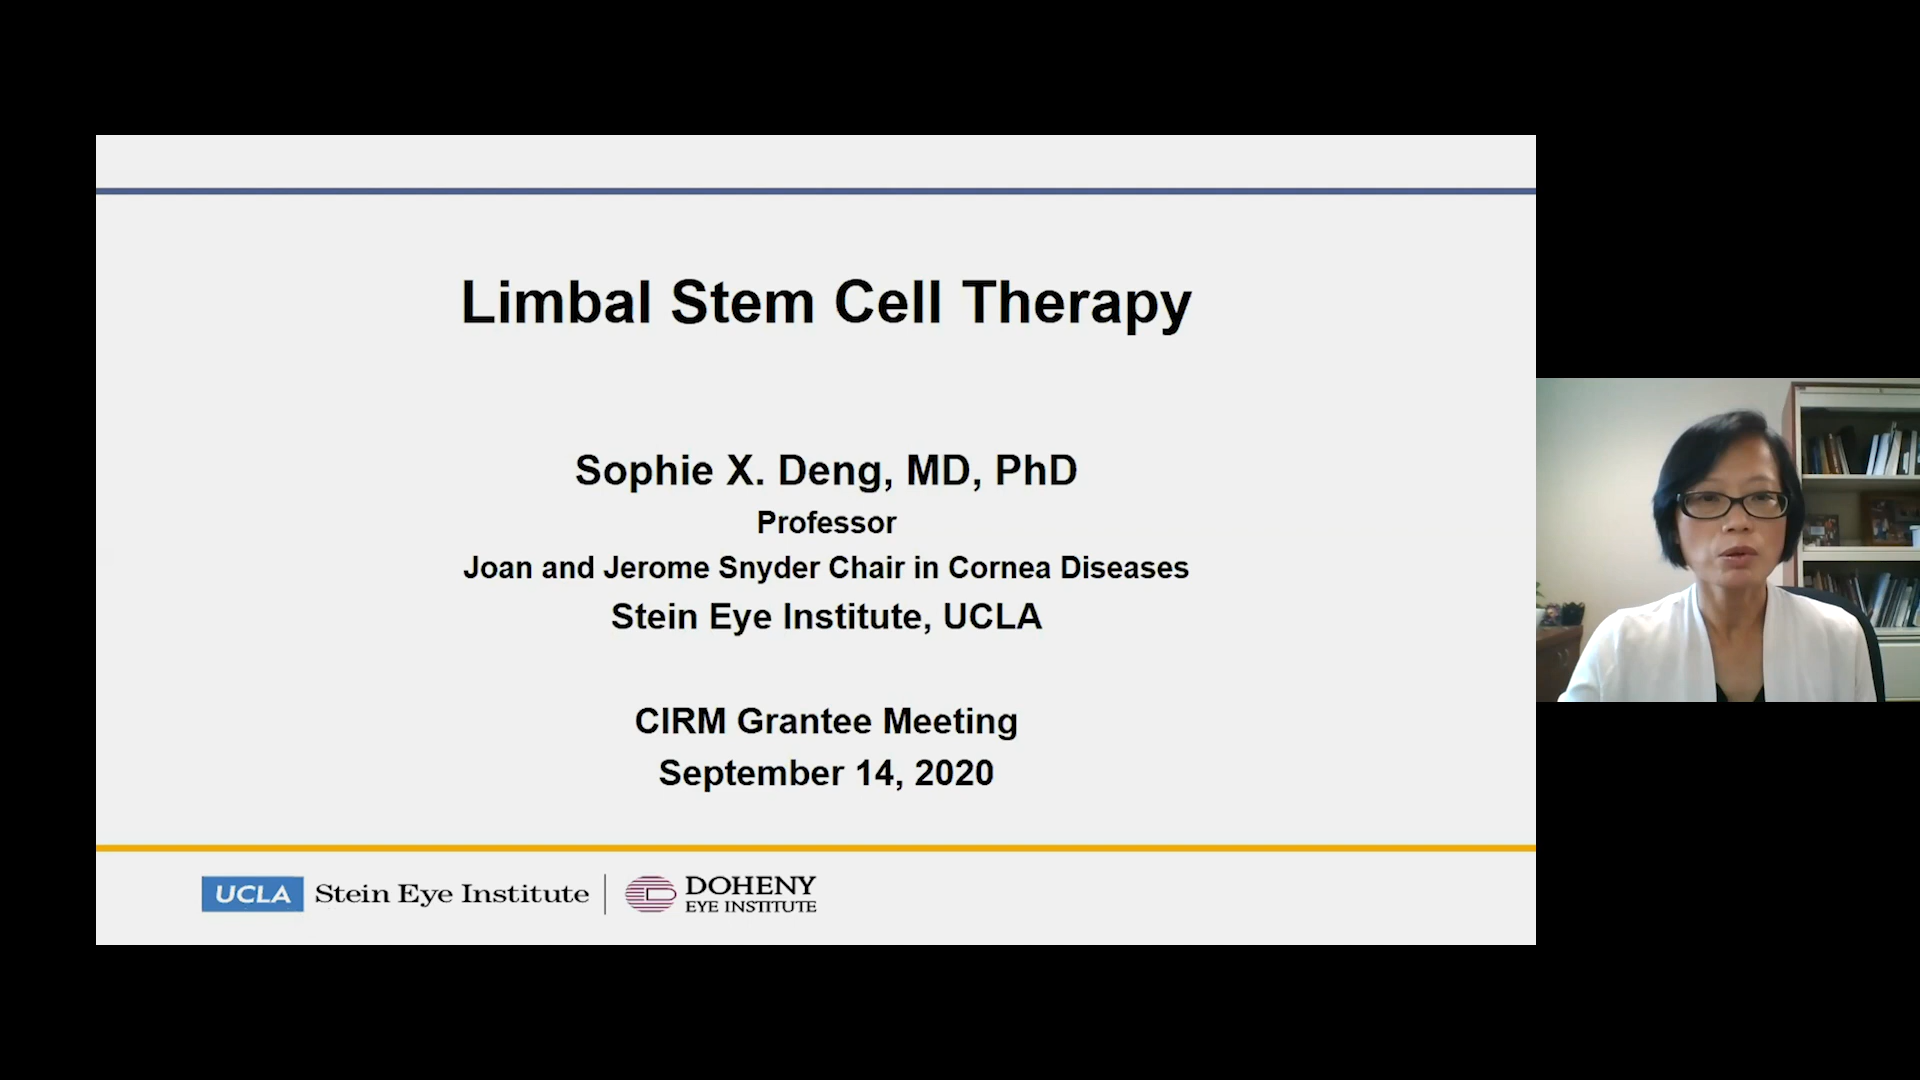 Limbal Stem Cell Therapy
Sophie X. Deng, MD, PhD
Professor
Joan and Jerome Snyder Chair in Cornea Diseases
Stein Eye Institute, UCLA
CIRM Grantee Meeting
September 14, 2020
UCLA Stein Eye Institute
DOHENY
EYE INSTITUTE